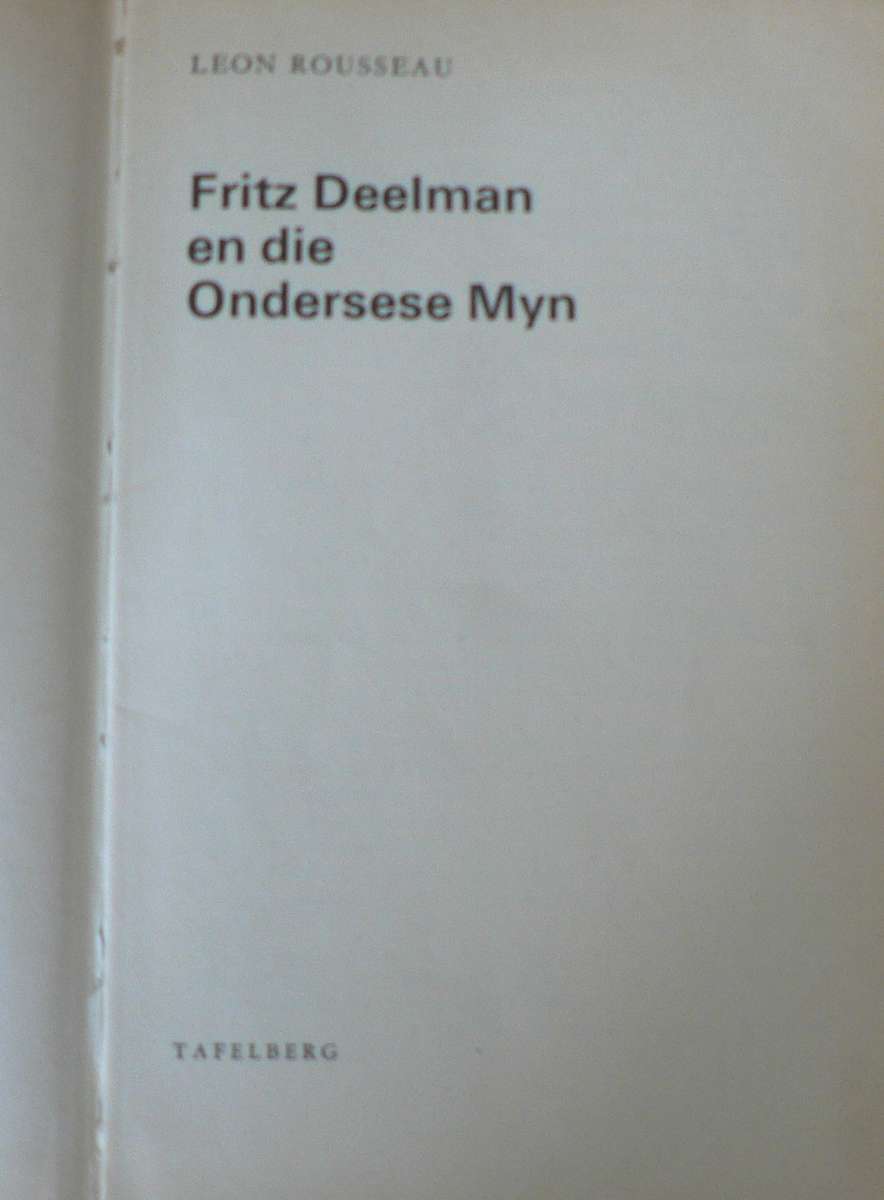 LEON ROUSSEAU
Fritz Deelman
en die
Ondersese Myn
TAFELBERG